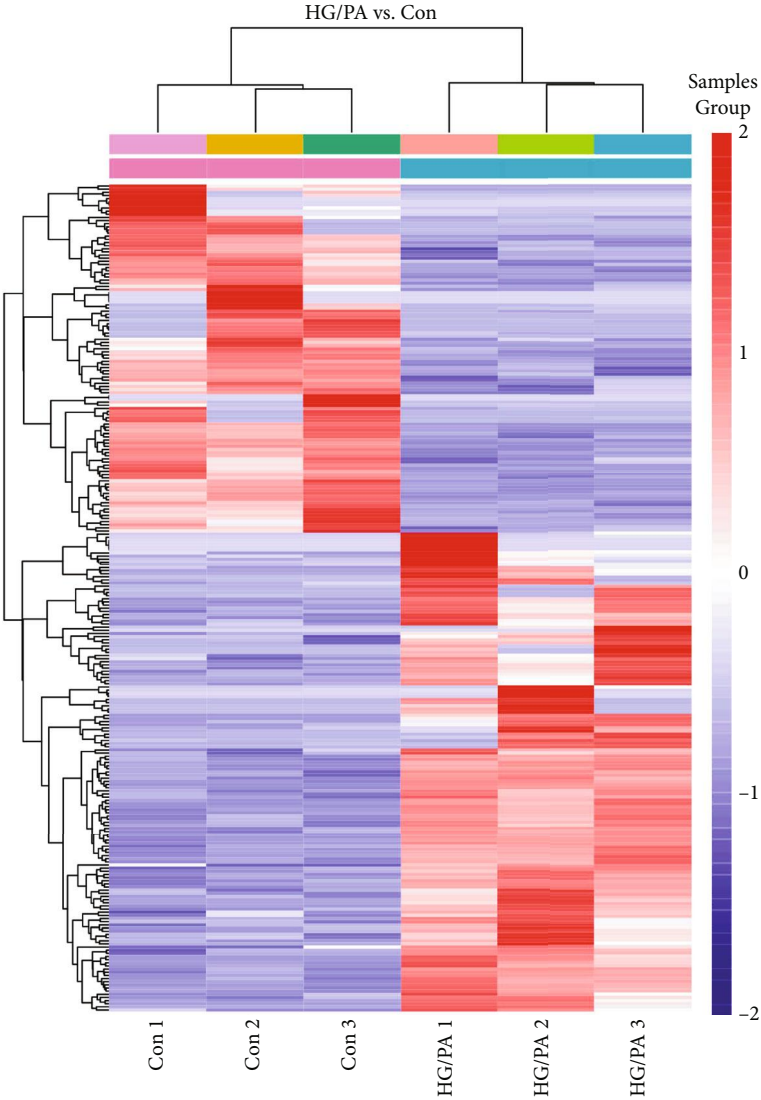 HG/PA vs. Con
Samples
Group
2
1
0
−1
−2
Con 1
Con 2
Con 3
HG/PA 1
HG/PA 2
HG/PA 3